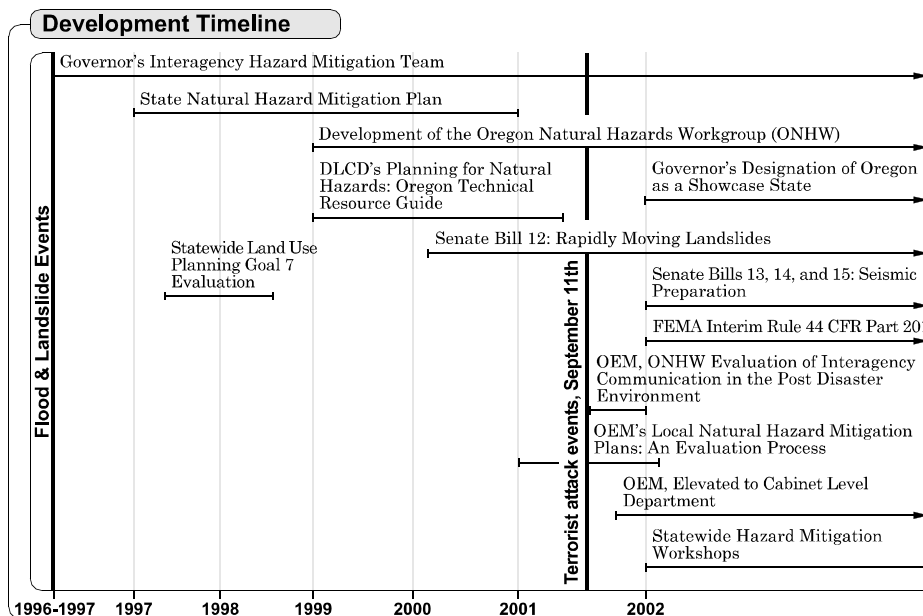 Development Timeline
Governor's Interagency Hazard Mitigation Team
State Natural Hazard Mitigation Plan
Development of the Oregon Natural Hazards Workgroup (ONHW)
DLCD's Planning for Natural
Hazards: Oregon Technical
Resource Guide
Governor's Designation of Oregon
as a Showcase State
Senate Bill 12: Rapidly Moving Landslides
Statewide Land Use
Planning Goal 7
Evaluation
Senate Bills 13, 14, and 15: Seismic
Preparation
FEMA Interim Rule 44 CFR Part 20
OEM, ONHW Evaluation of Interagency
Communication in the Post Disaster
Environment
OEM's Local Natural Hazard Mitigation
Plans: An Evaluation Process
OEM, Elevated to Cabinet Level
Department
Statewide Hazard Mitigation
Workshops
Flood & Landslide Events
Terrorist attack events, September 11th
1996-1997 1997 1998 1999 2000 2001 2002